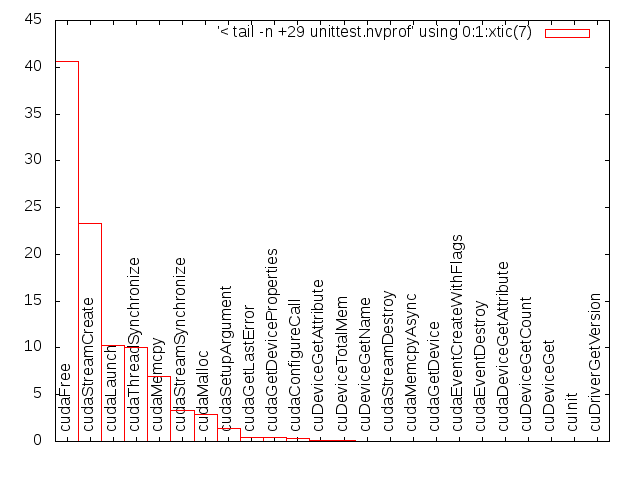 '< tail -n +29 unittest.nvprof' using 0:1:xtic(7)
45
40
35
30
25
20
15
10
5
0
cudaFree
cudaStreamCreate
cudaLaunch
cudaThreadSynchronize
cudaMemcpy
cudaStreamSynchronize
cudaMalloc
cudaSetupArgument
cudaGetLastError
cudaGetDeviceProperties
cudaConfigureCall
cuDeviceGetAttribute
cuDeviceTotalMem
cuDeviceGetName
cudaStreamDestroy
cudaMemcpyAsync
cudaGetDevice
cudaEventCreateWithFlags
cudaEventDestroy
cudaDeviceGetAttribute
cuDeviceGetCount
cuDeviceGet
cuInit
cuDriverGetVersion